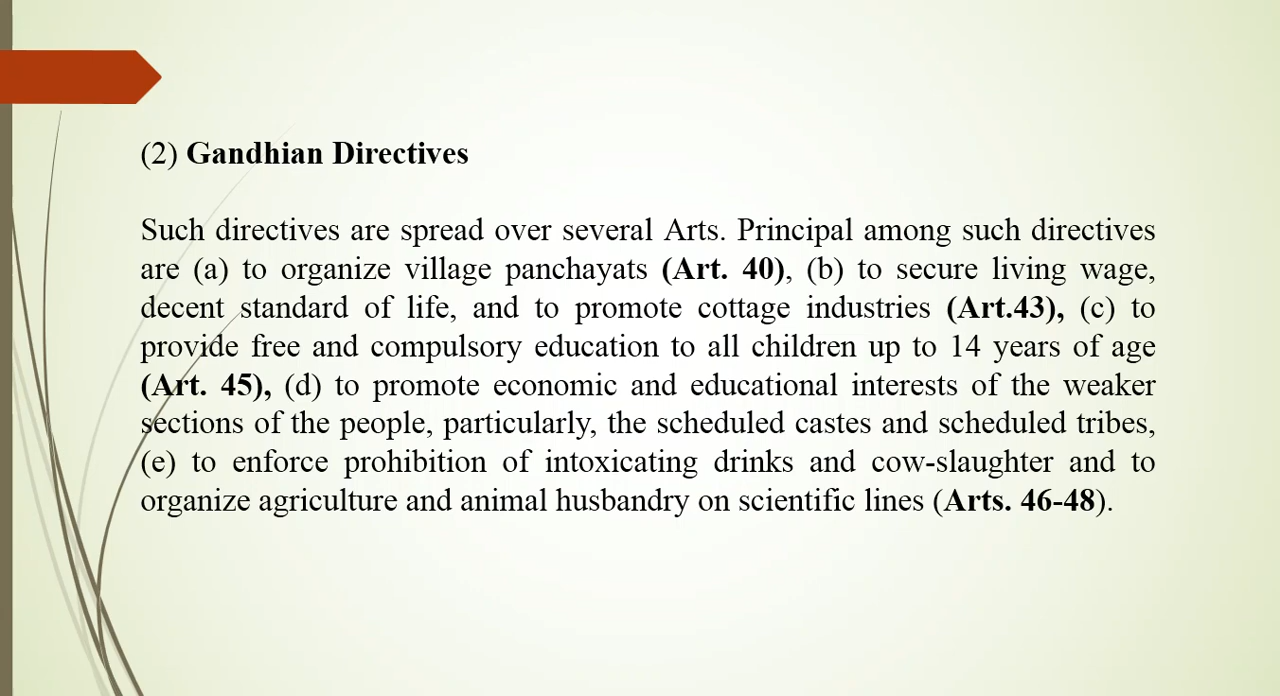 (2) Gandhian Directives
Such directives are spread over several Arts. Principal among such directives
are (a) to organize village panchayats (Art. 40), (b) to secure living wage,
decent standard of life, and to promote cottage industries (Art.43), (c) to
provide free and compulsory education to all children up to 14 years of age
(Art. 45), (d) to promote economic and educational interests of the weaker
sections of the people, particularly, the scheduled castes and scheduled tribes,
(e) to enforce prohibition of intoxicating drinks and cow-slaughter and to
organize agriculture and animal husbandry on scientific lines (Arts. 46-48).